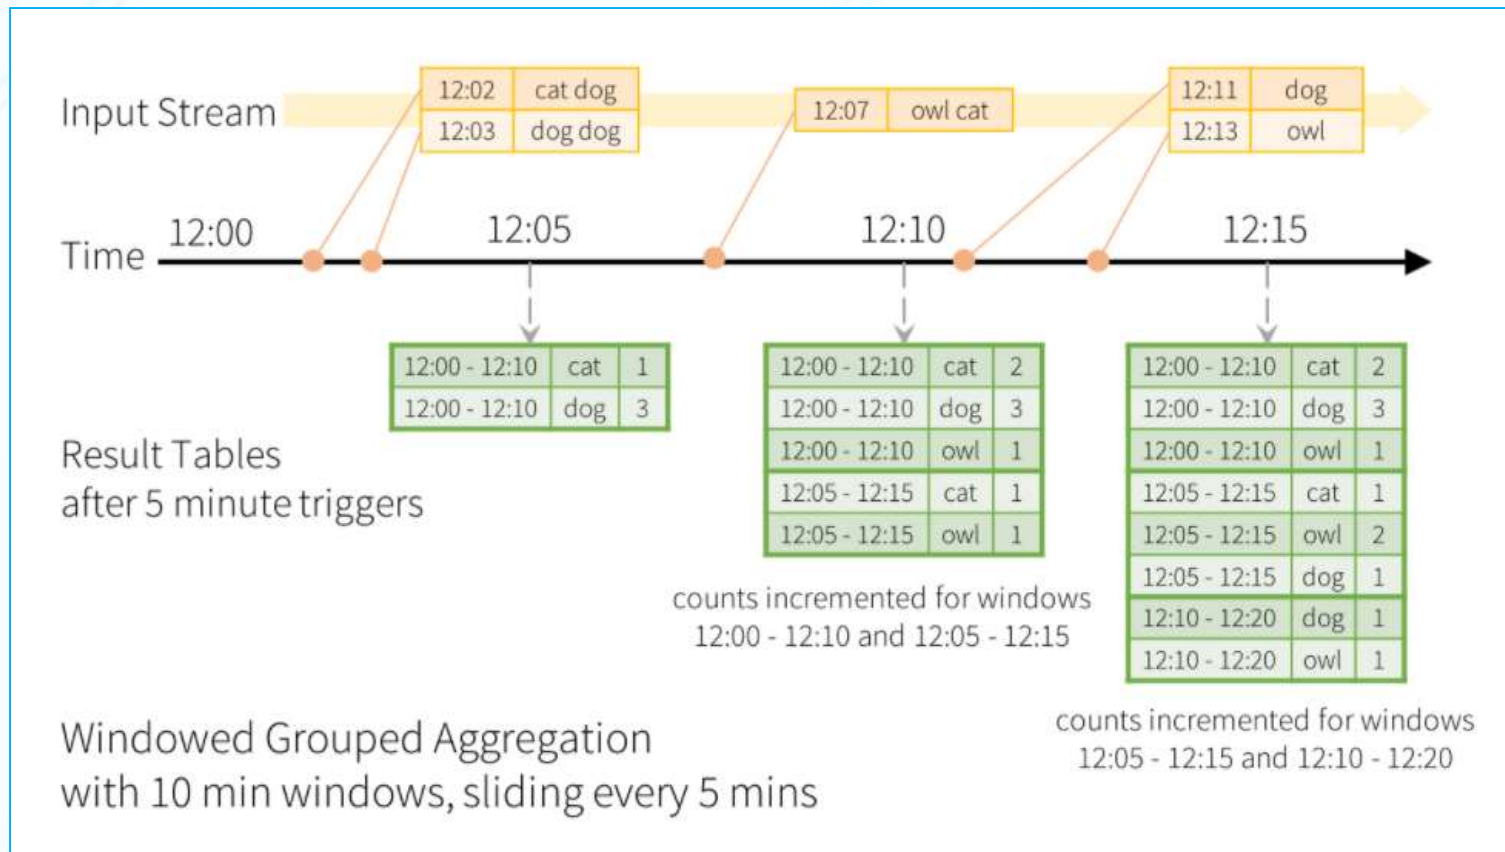 12:02 cat dog
12:03 dog dog
12:07 owl cat
12:11 dog
12:13 owl
Input Stream
12:00
12:05
12:10
12:15
Time
12:00 - 12:10 cat 1
12:00 - 12:10 dog 3
12:00 - 12:10 cat 2
12:00 - 12:10 dog 3
12:00 - 12:10 owl 1
12:05 - 12:15 cat 1
12:05 - 12:15 owl 1
12:00 - 12:10 cat 2
12:00 - 12:10 dog 3
12:00 - 12:10 owl 1
12:05 - 12:15 cat 1
12:05 - 12:15 owl 2
12:05 - 12:15 dog 1
12:10 - 12:20 dog 1
12:10 - 12:20 owl 1
Result Tables
after 5 minute triggers
counts incremented for windows
12:00 - 12:10 and 12:05 - 12:15
counts incremented for windows
12:05 - 12:15 and 12:10 - 12:20
Windowed Grouped Aggregation
with 10 min windows, sliding every 5 mins